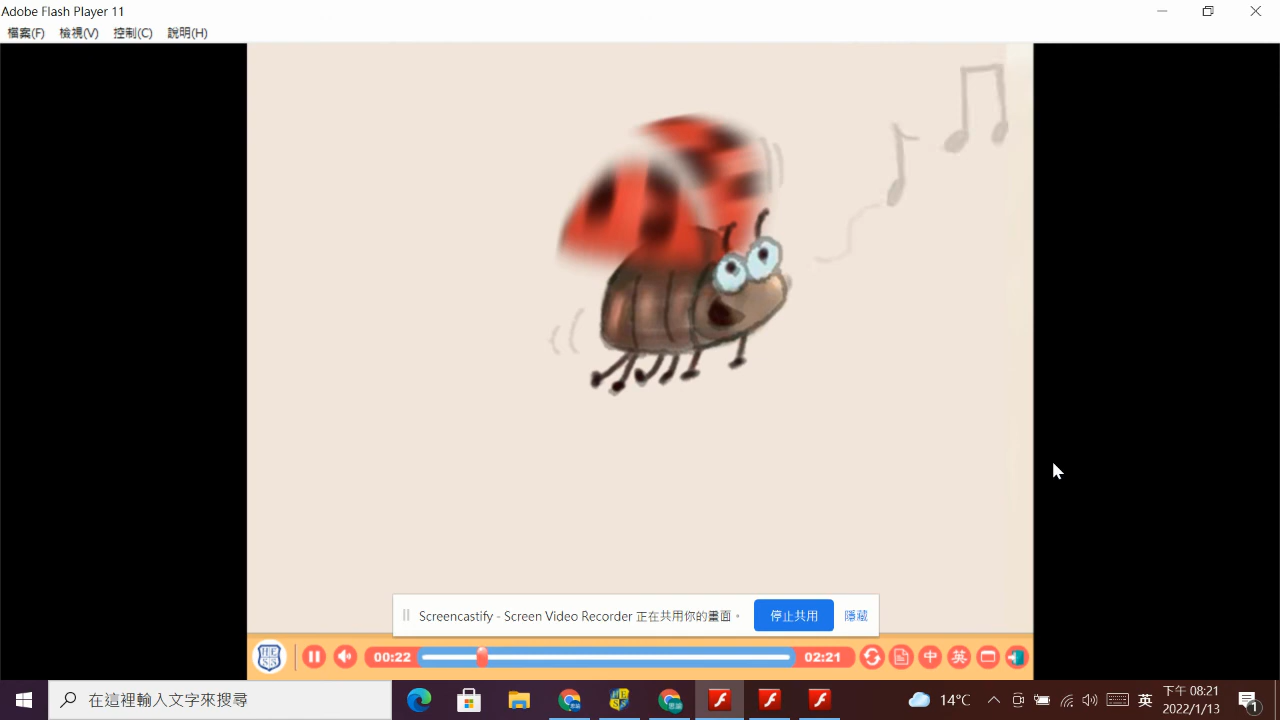 Adobe Flash Player 11
檔案(F) 檢視(V) 控制(C) 說明(H)
Screencastify - Screen Video Recorder 正在共用你的畫面。 停止共用 隱藏
00:22 02:21 中 英
在這裡輸入文字來搜尋
14°C 英 下午 08:21
2022/1/13 1